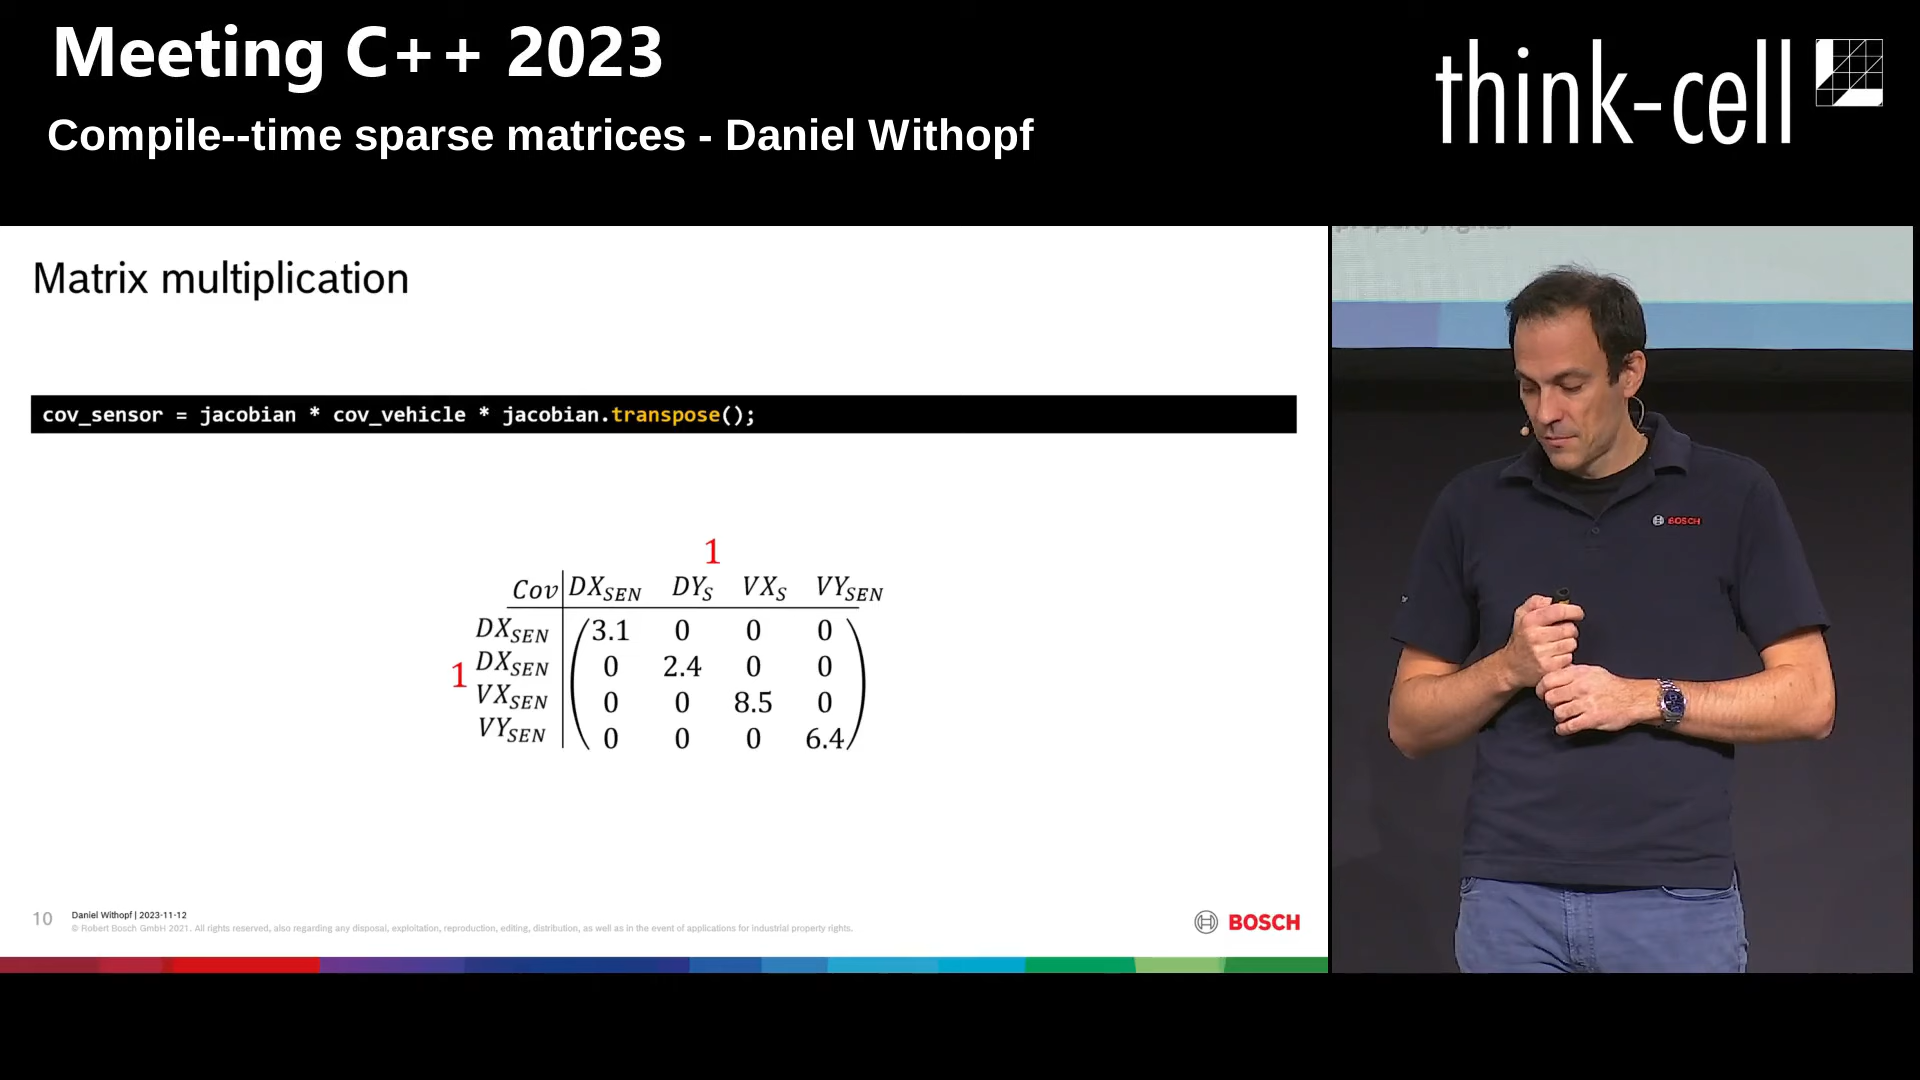 Meeting C++ 2023
Compile--time sparse matrices - Daniel Withopf
think-cell
Matrix multiplication
cov_sensor = jacobian * cov_vehicle * jacobian.transpose();
1
Cov DX_SEN DY_S VX_S VY_SEN
DX_SEN 3.1 0 0 0
1 DX_SEN 0 2.4 0 0
VX_SEN 0 0 8.5 0
VY_SEN 0 0 0 6.4
10 Daniel Withopf | 2023-11-12
© Robert Bosch GmbH 2021. All rights reserved, also regarding any disposal, exploitation, reproduction, editing, distribution, as well as in the event of applications for industrial property rights.
BOSCH
BOSCH